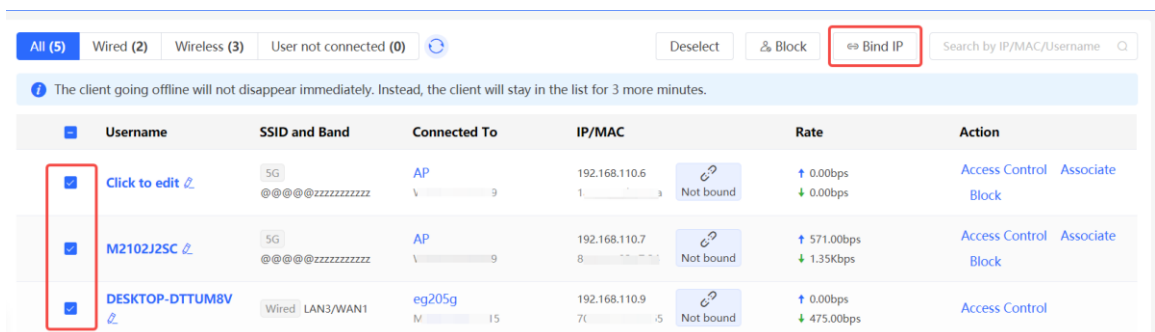 All (5) Wired (2) Wireless (3) User not connected (0) Deselect Block Bind IP Search by IP/MAC/Username
The client going offline will not disappear immediately. Instead, the client will stay in the list for 3 more minutes.
Username SSID and Band Connected To IP/MAC Rate Action
Click to edit 5G @@@@@zzzzzzzzzzz AP 192.168.110.6 Not bound 0.00bps 0.00bps Access Control Associate Block
M2102J2SC 5G @@@@@zzzzzzzzzzz AP 192.168.110.7 Not bound 571.00bps 1.35Kbps Access Control Associate Block
DESKTOP-DTTUM8V Wired LAN3/WAN1 eg205g 192.168.110.9 Not bound 0.00bps 475.00bps Access Control